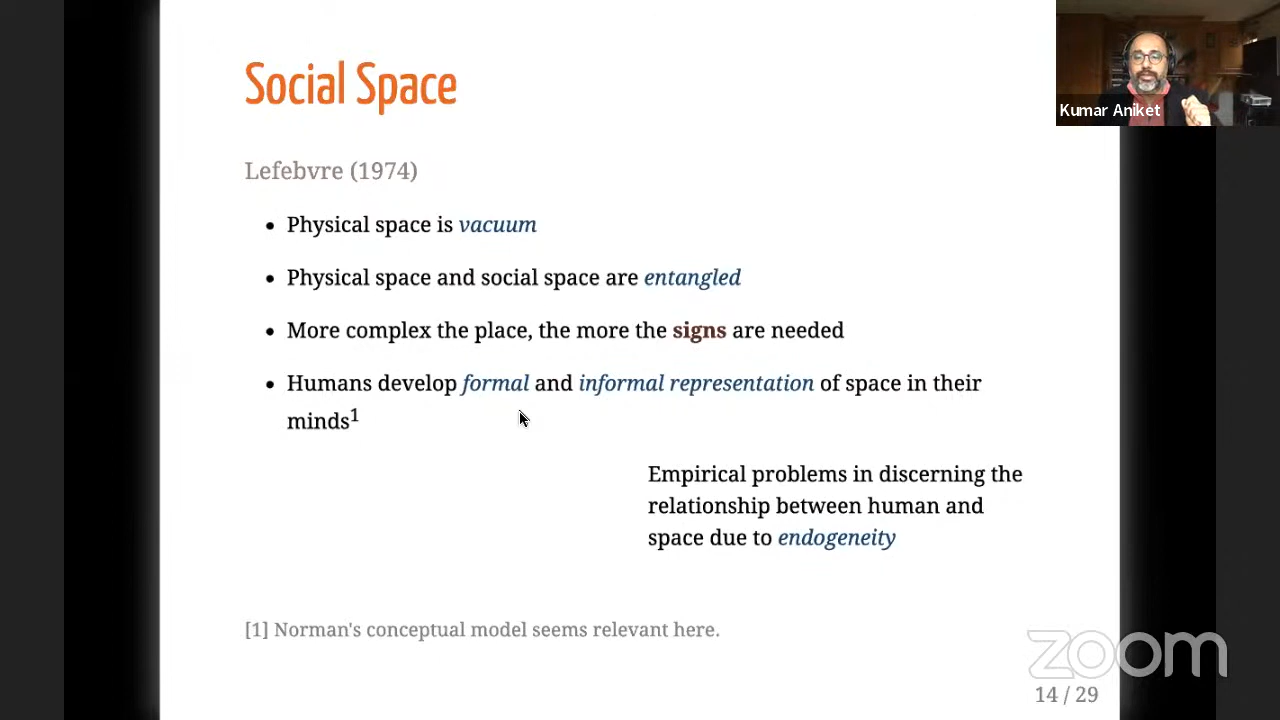 Social Space
Kumar Aniket
Lefebvre (1974)
• Physical space is vacuum
• Physical space and social space are entangled
• More complex the place, the more the signs are needed
• Humans develop formal and informal representation of space in their
minds1
Empirical problems in discerning the
relationship between human and
space due to endogeneity
[1] Norman's conceptual model seems relevant here.
zoom
14 / 29